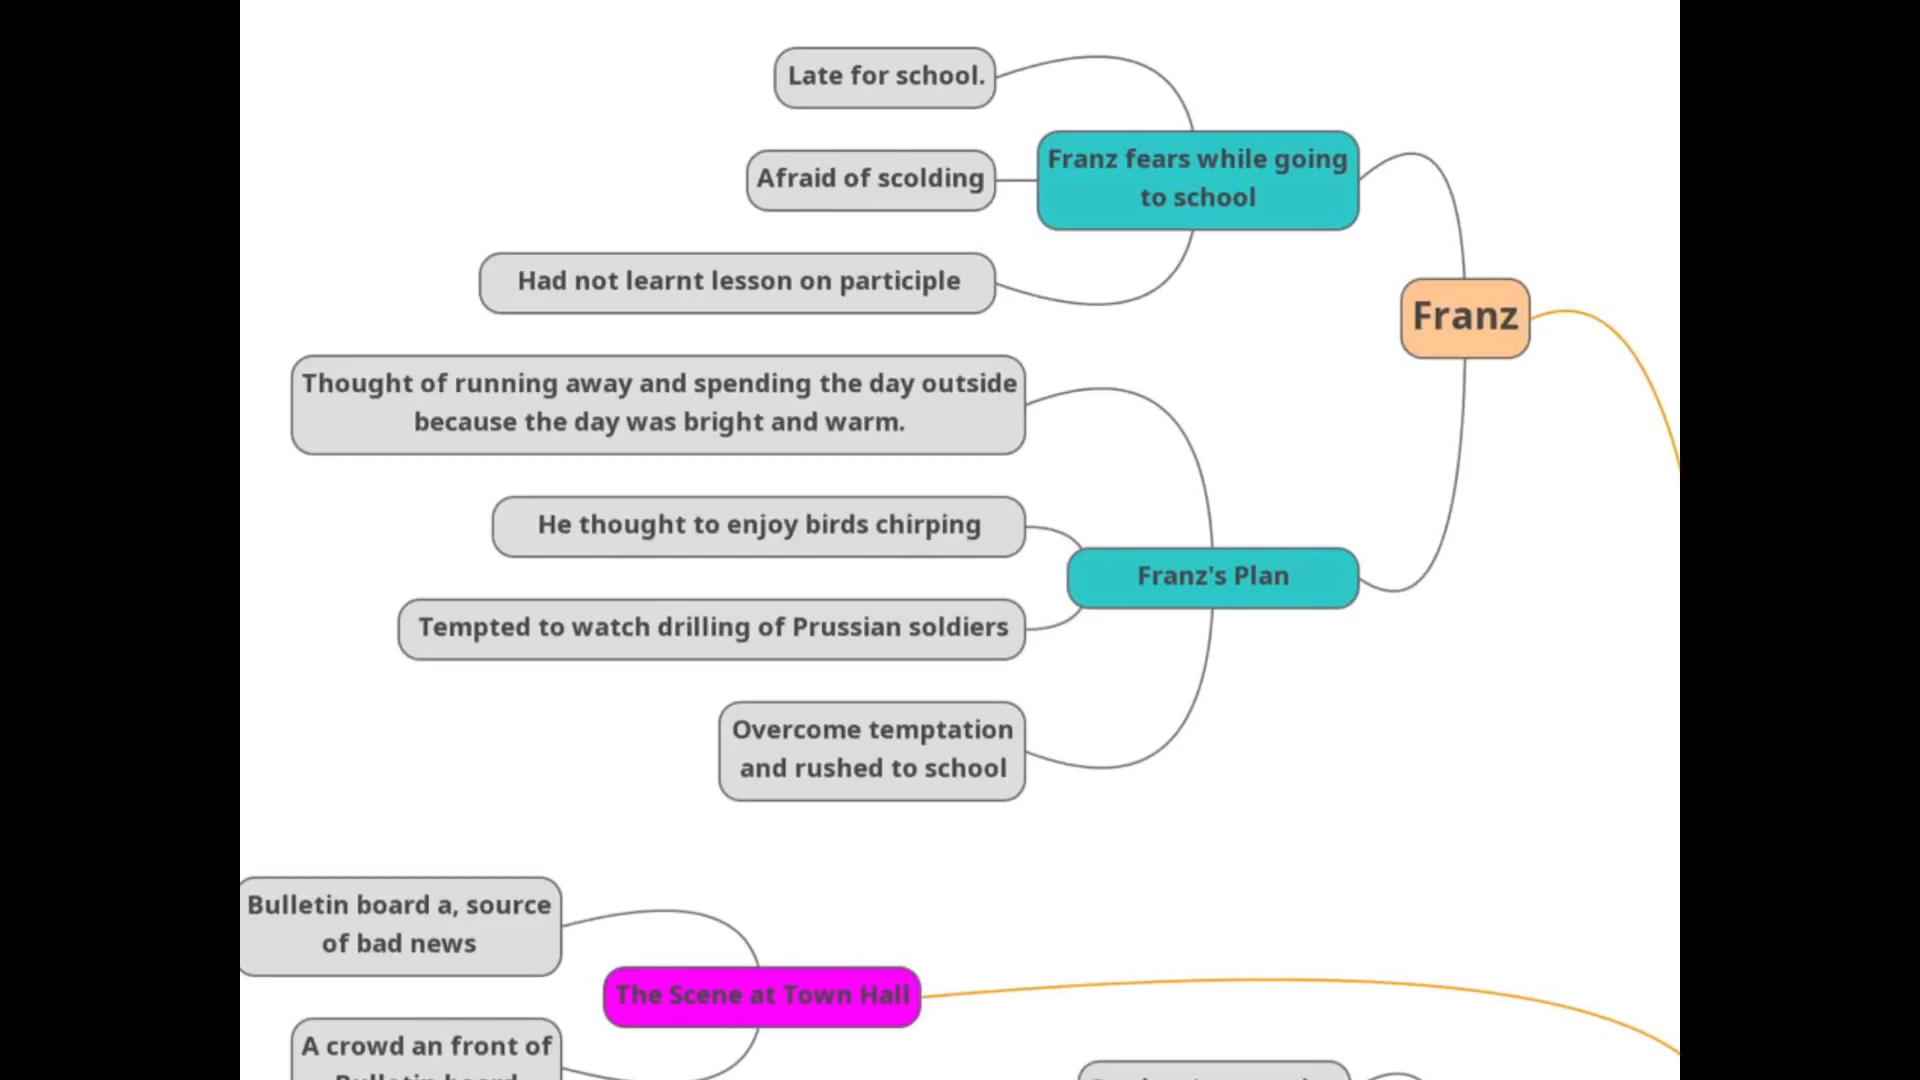 Late for school.
Franz fears while going
to school
Afraid of scolding
Had not learnt lesson on participle
Franz
Thought of running away and spending the day outside
because the day was bright and warm.
He thought to enjoy birds chirping
Franz's Plan
Tempted to watch drilling of Prussian soldiers
Overcome temptation
and rushed to school
Bulletin board a, source
of bad news
The Scene at Town Hall
A crowd an front of
Bulletin board